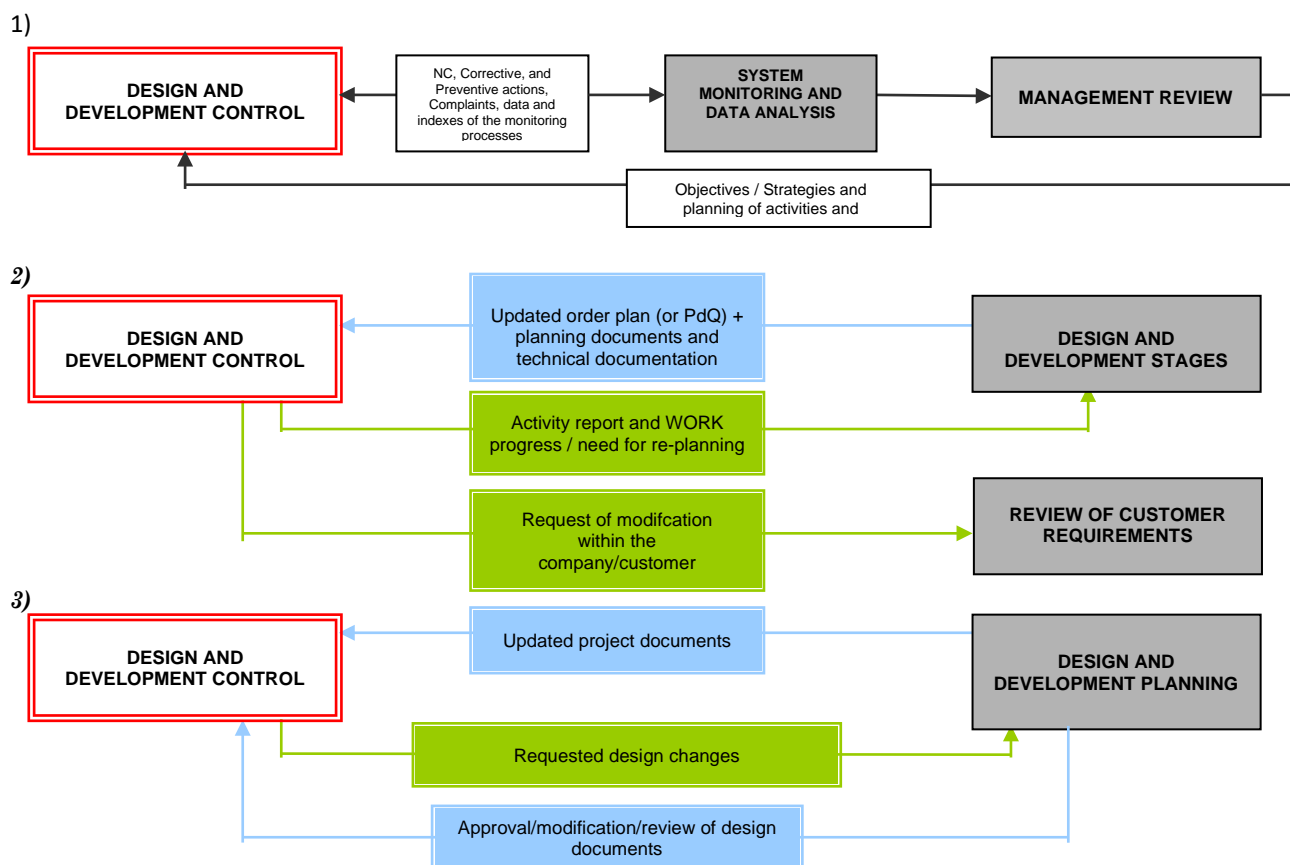 1)
DESIGN AND
DEVELOPMENT CONTROL
NC, Corrective, and
Preventive actions,
Complaints, data and
indexes of the monitoring
processes
SYSTEM
MONITORING AND
DATA ANALYSIS
MANAGEMENT REVIEW
Objectives / Strategies and
planning of activities and
2)
DESIGN AND
DEVELOPMENT CONTROL
Updated order plan (or PdQ) +
planning documents and
technical documentation
DESIGN AND
DEVELOPMENT STAGES
Activity report and WORK
progress / need for re-planning
Request of modifcation
within the
company/customer
REVIEW OF CUSTOMER
REQUIREMENTS
3)
DESIGN AND
DEVELOPMENT CONTROL
Updated project documents
DESIGN AND
DEVELOPMENT PLANNING
Requested design changes
Approval/modification/review of design
documents